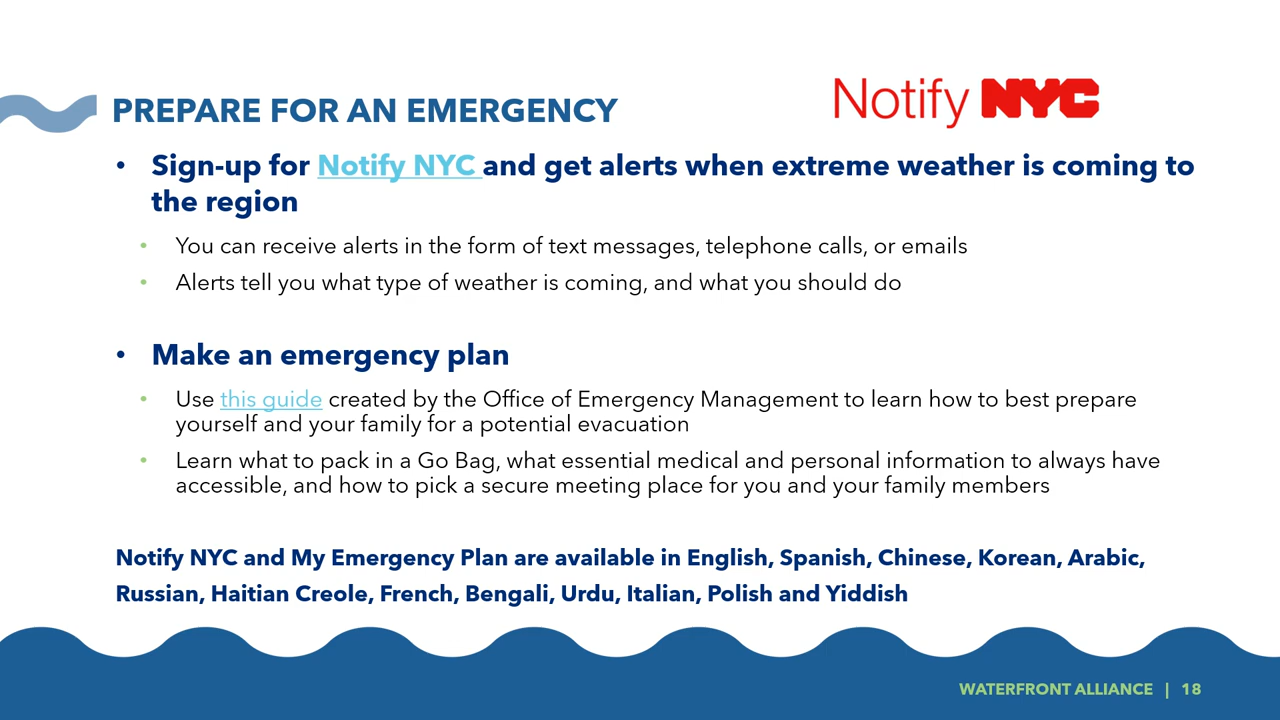 Notify NYC
PREPARE FOR AN EMERGENCY
• Sign-up for Notify NYC and get alerts when extreme weather is coming to
the region
• You can receive alerts in the form of text messages, telephone calls, or emails
• Alerts tell you what type of weather is coming, and what you should do
• Make an emergency plan
• Use this guide created by the Office of Emergency Management to learn how to best prepare
yourself and your family for a potential evacuation
• Learn what to pack in a Go Bag, what essential medical and personal information to always have
accessible, and how to pick a secure meeting place for you and your family members
Notify NYC and My Emergency Plan are available in English, Spanish, Chinese, Korean, Arabic,
Russian, Haitian Creole, French, Bengali, Urdu, Italian, Polish and Yiddish
WATERFRONT ALLIANCE | 18